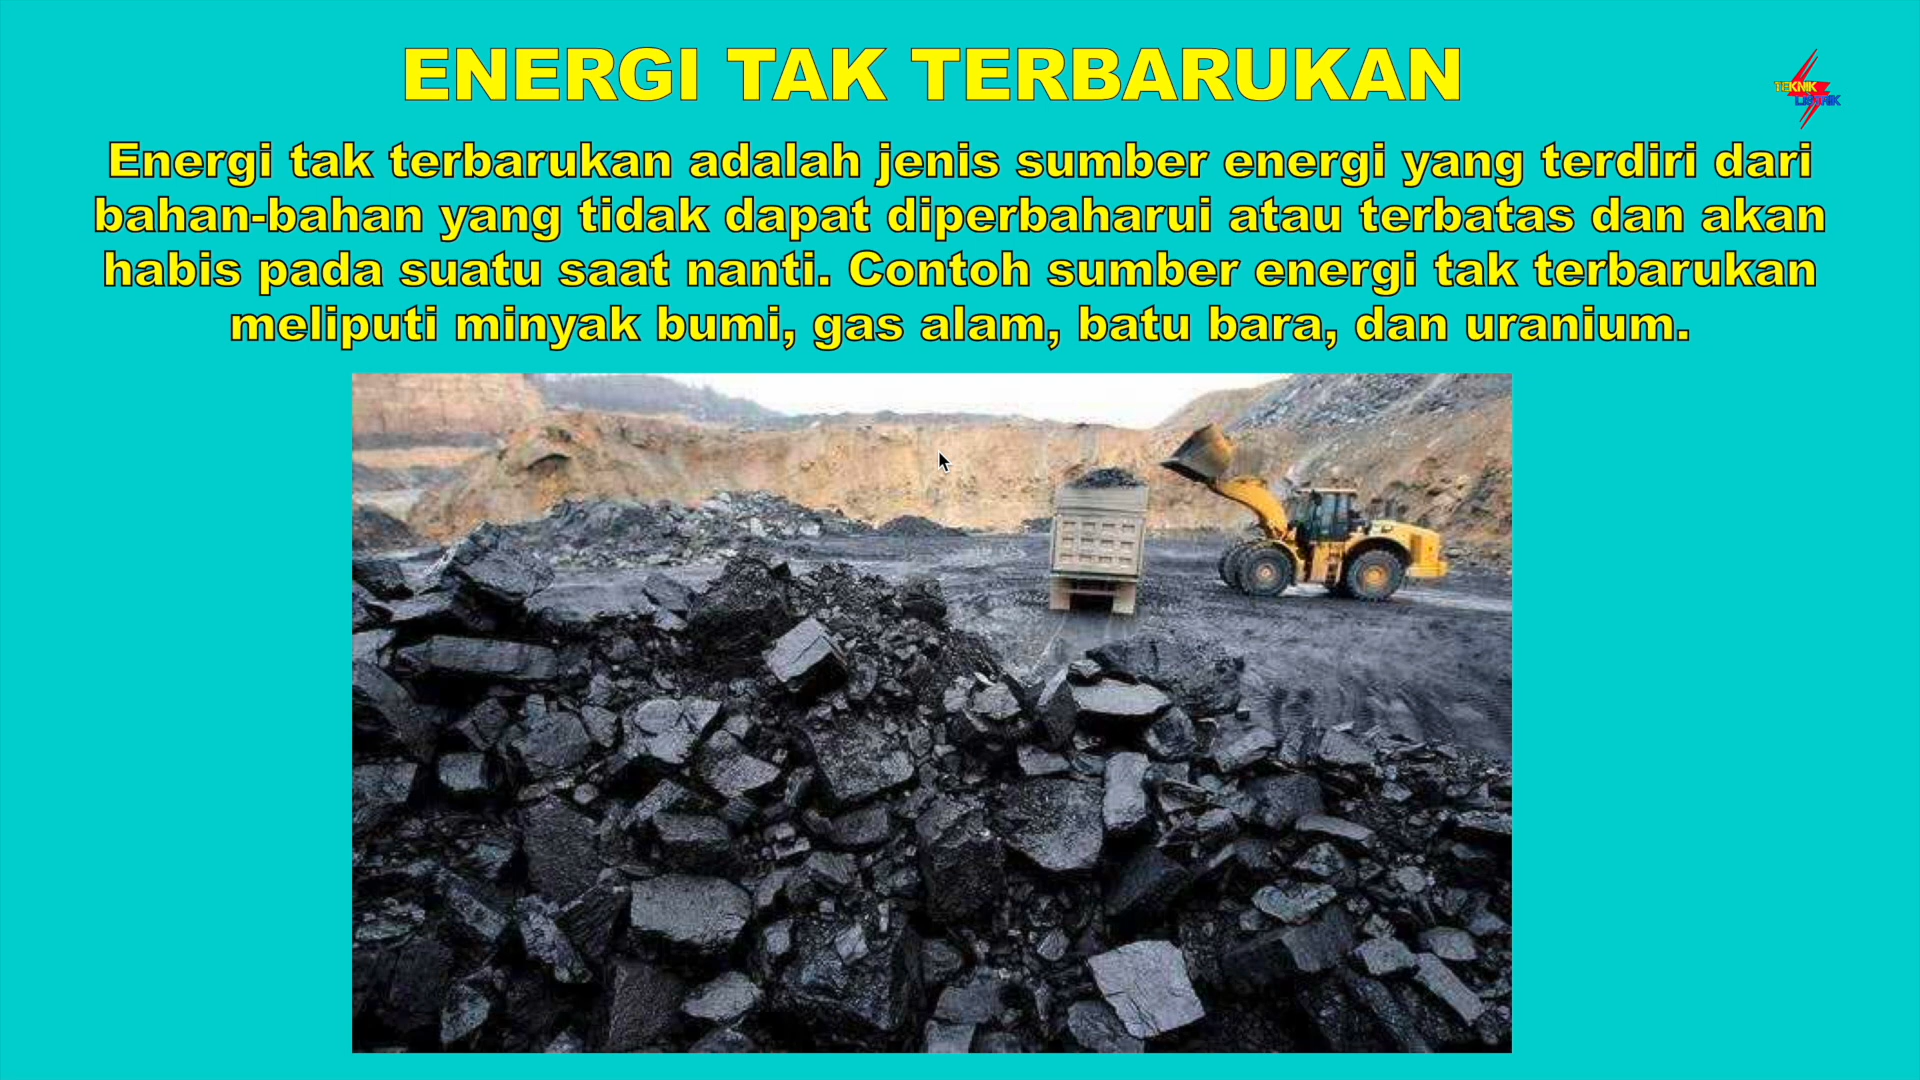 ENERGI TAK TERBARUKAN
TEKNIK
LISTRIK
Energi tak terbarukan adalah jenis sumber energi yang terdiri dari
bahan-bahan yang tidak dapat diperbaharui atau terbatas dan akan
habis pada suatu saat nanti. Contoh sumber energi tak terbarukan
meliputi minyak bumi, gas alam, batu bara, dan uranium.